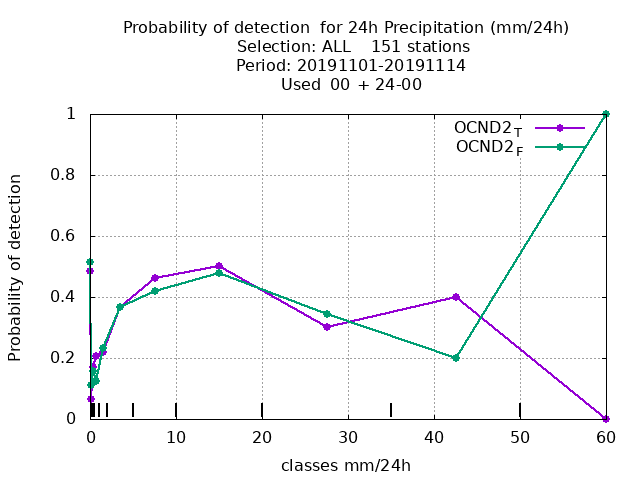 Probability of detection  for 24h Precipitation (mm/24h)
Selection: ALL    151 stations
Period: 20191101-20191114
Used  00 + 24-00
OCND2T
OCND2F
1
0.8
0.6
0.4
0.2
0
Probability of detection
0 10 20 30 40 50 60
classes mm/24h